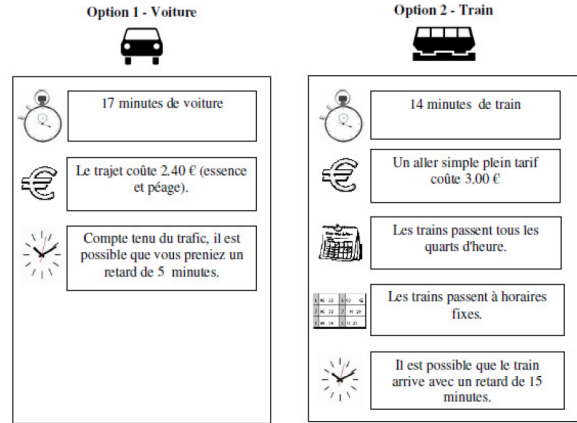 Option 1 - Voiture
17 minutes de voiture
Le trajet coûte 2.40 € (essence
et péage).
Compte tenu du trafic, il est
possible que vous preniez un
retard de 5 minutes.
Option 2 - Train
14 minutes de train
Un aller simple plein tarif
coûte 3.00 €
Les trains passent tous les
quarts d'heure.
Les trains passent à horaires
fixes.
Il est possible que le train
arrive avec un retard de 15
minutes.